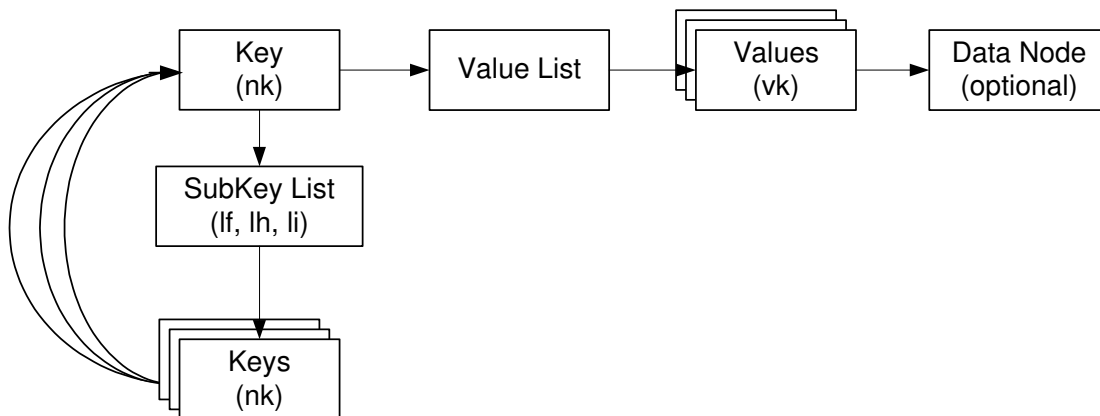 Key
(nk)
Value List
Values
(vk)
Data Node
(optional)
SubKey List
(lf, lh, li)
Keys
(nk)